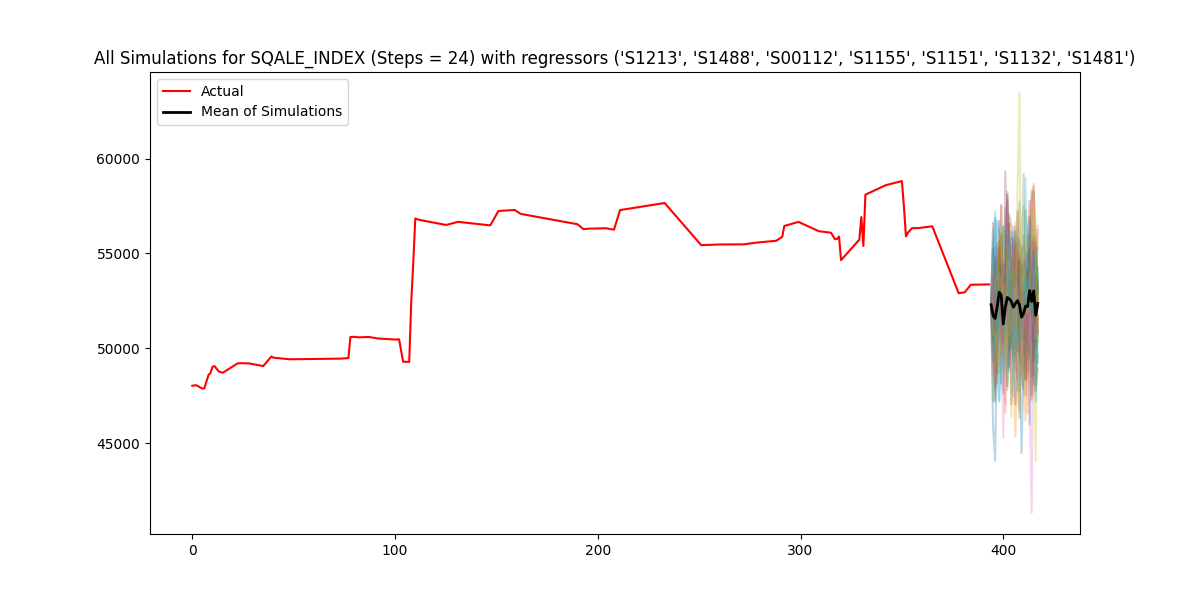 All Simulations for SQALE_INDEX (Steps = 24) with regressors ('S1213', 'S1488', 'S00112', 'S1155', 'S1151', 'S1132', 'S1481')
Actual
Mean of Simulations
60000
55000
50000
45000
0 100 200 300 400